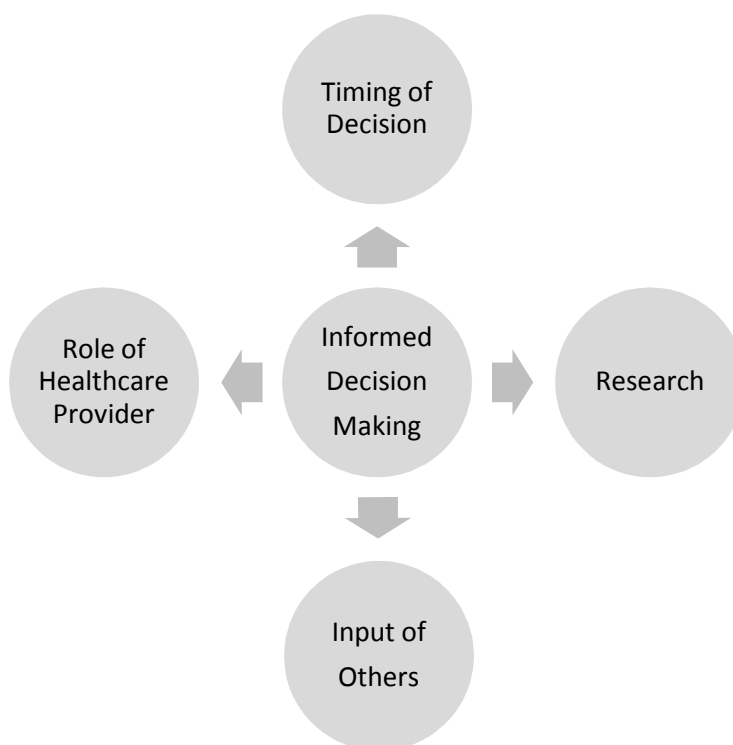 Timing of
Decision
Role of
Healthcare
Provider
Informed
Decision
Making
Research
Input of
Others